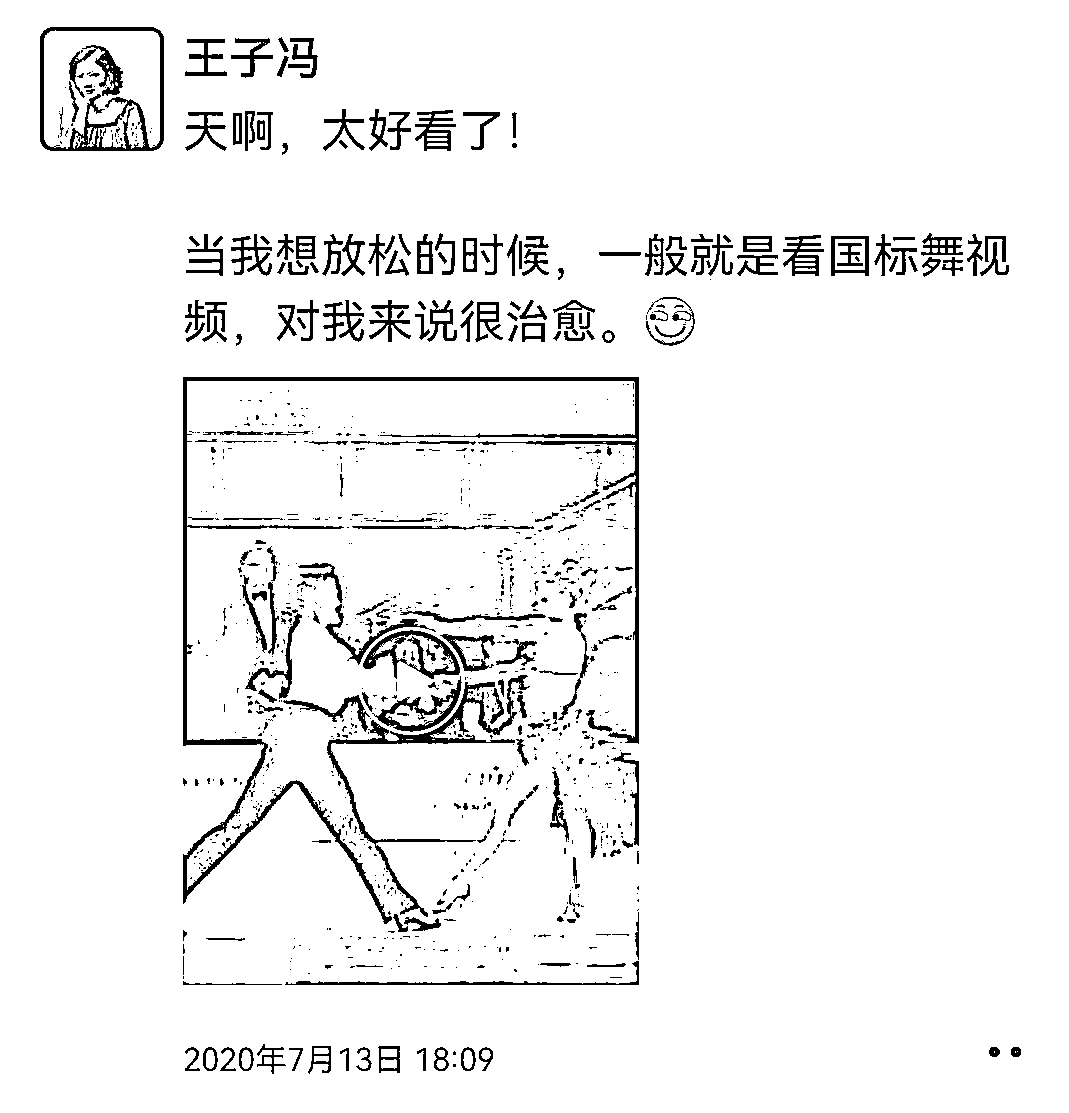 王子冯
天啊，太好看了！
当我想放松的时候，一般就是看国标舞视
频，对我来说很治愈。
2020年7月13日 18:09